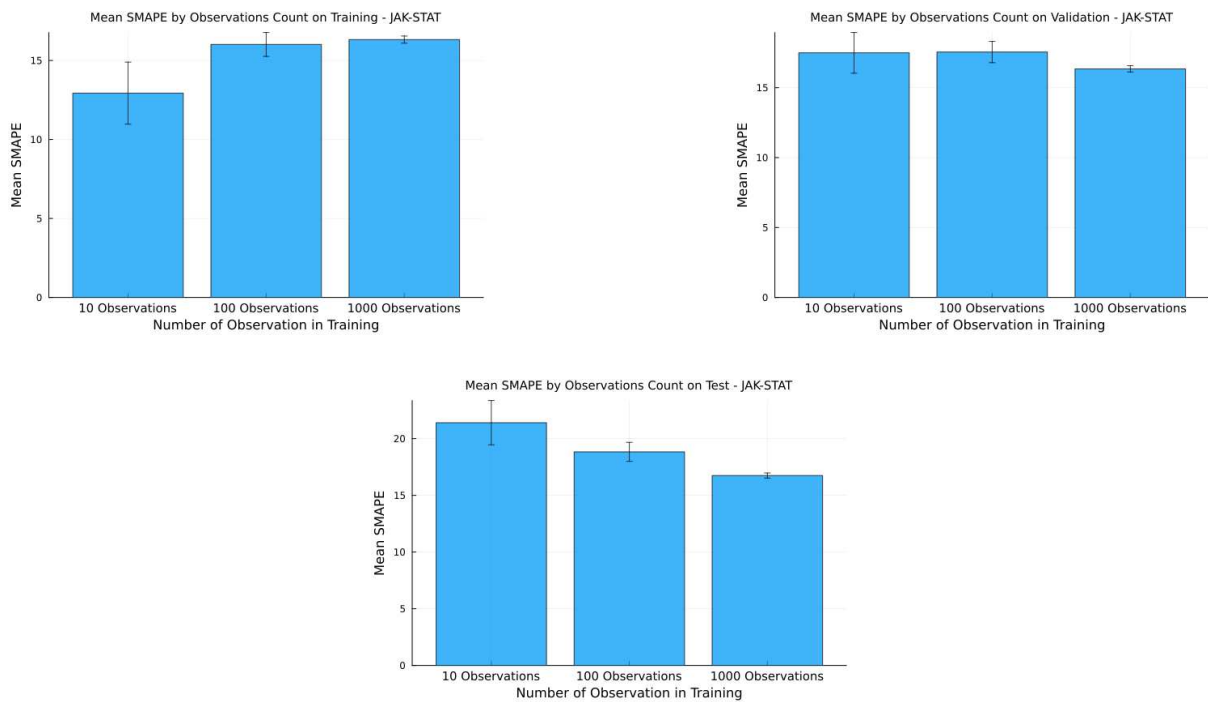 Mean SMAPE by Observations Count on Training - JAK-STAT
15
10
5
0
Mean SMAPE
10 Observations 100 Observations 1000 Observations
Number of Observation in Training
Mean SMAPE by Observations Count on Validation - JAK-STAT
15
10
5
0
Mean SMAPE
10 Observations 100 Observations 1000 Observations
Number of Observation in Training
Mean SMAPE by Observations Count on Test - JAK-STAT
20
15
10
5
0
Mean SMAPE
10 Observations 100 Observations 1000 Observations
Number of Observation in Training